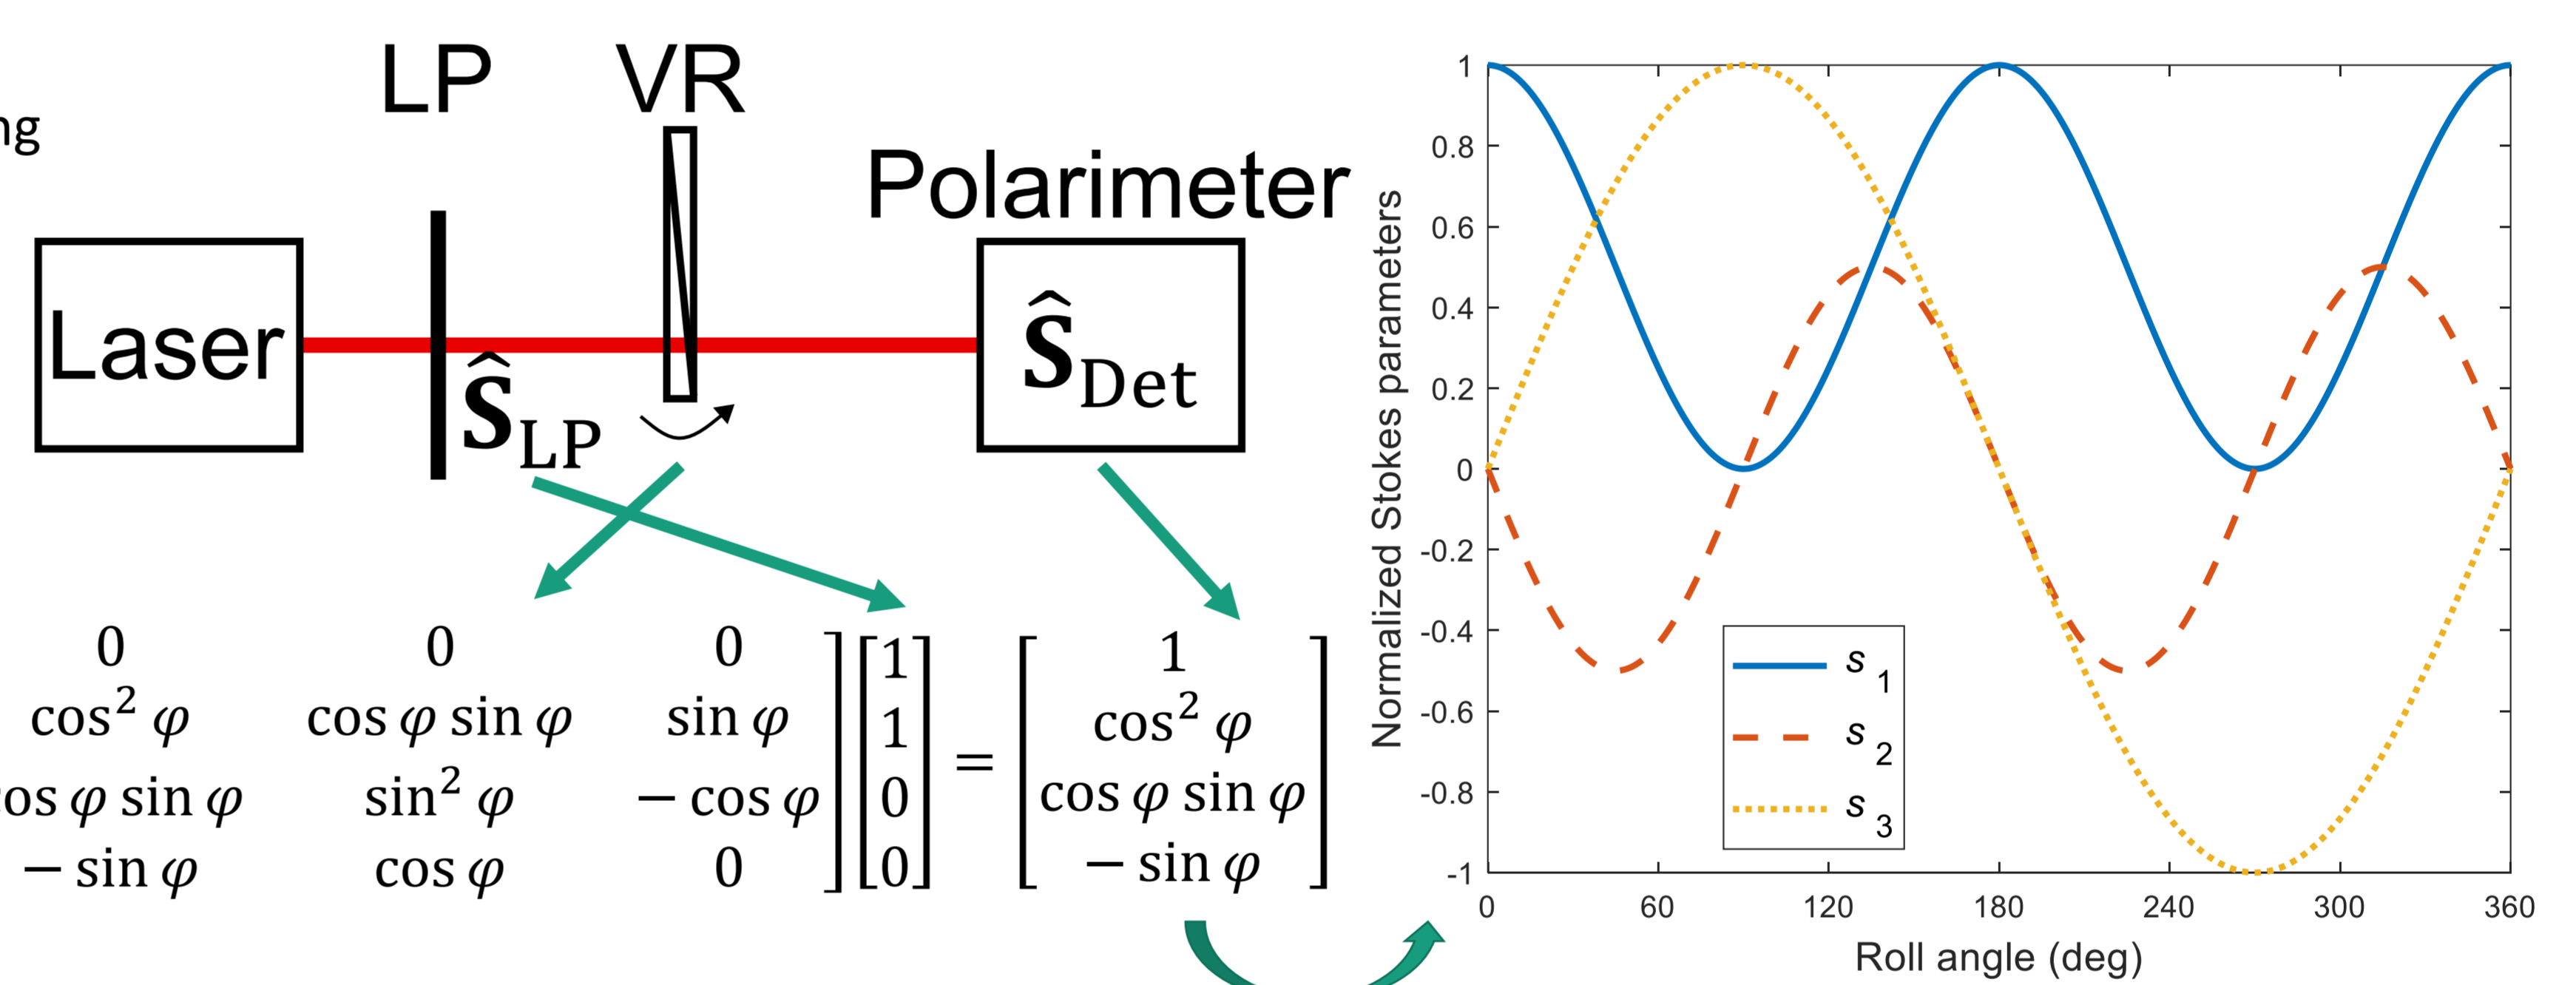 ng
LP
VR
Polarimeter
Laser
ŝ_LP
ŝ_Det
0 0 0
cos² φ cos φ sin φ sin φ
os φ sin φ sin² φ − cos φ
− sin φ cos φ 0
1
1
0
0
=
1
cos² φ
cos φ sin φ
− sin φ
Normalized Stokes parameters
1
0.8
0.6
0.4
0.2
0
-0.2
-0.4
-0.6
-0.8
-1
s 1
s 2
s 3
0 60 120 180 240 300 360
Roll angle (deg)